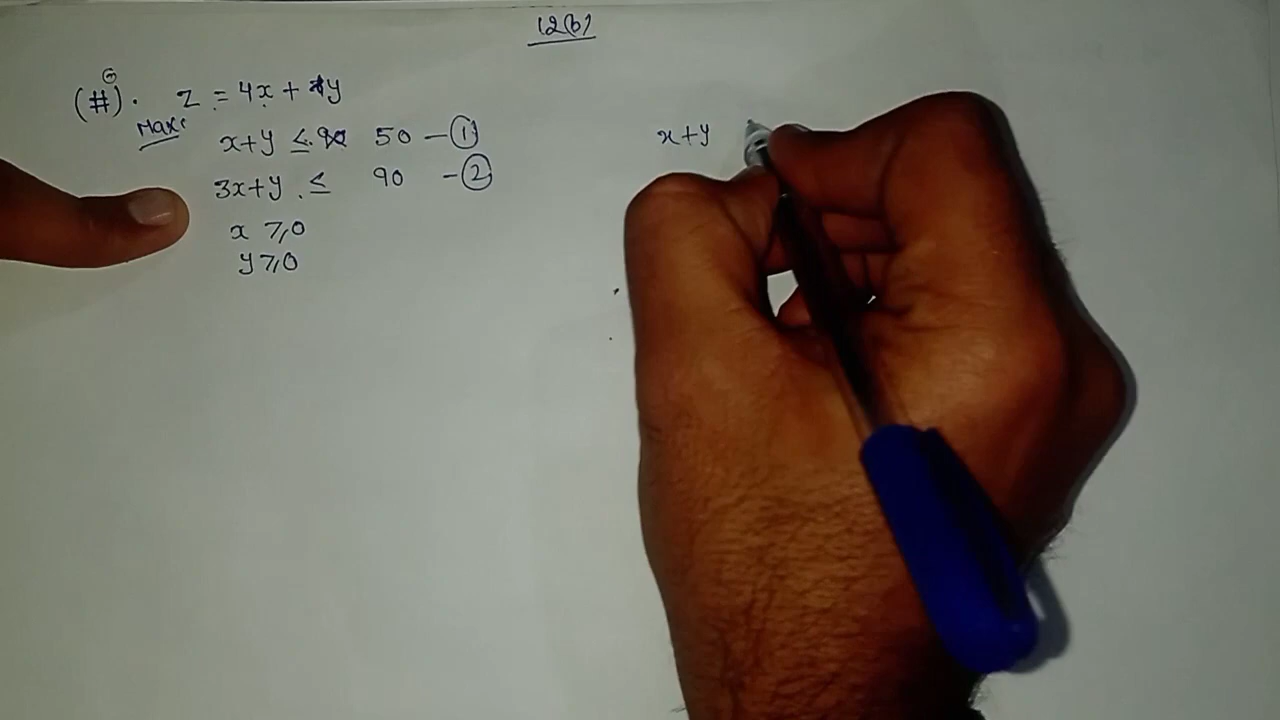 12(b)
(#). Z = 4x + y
Max:
x+y ≤ 50 – ①
3x+y ≤ 90 – ②
x ≥ 0
y ≥ 0
x+y